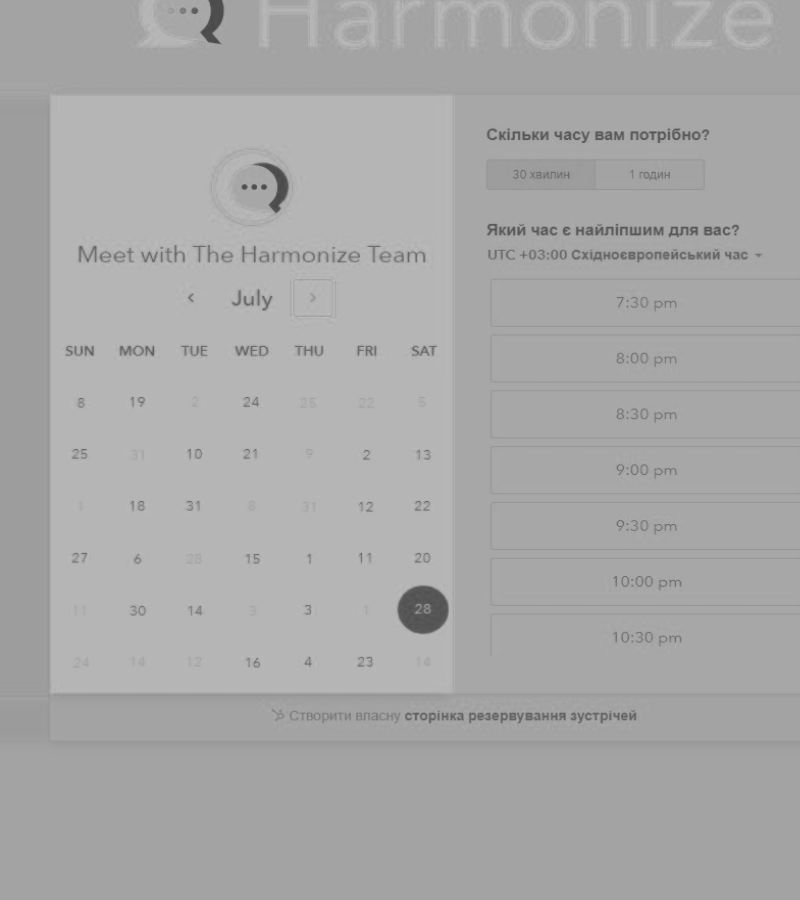 Harmonize
Meet with The Harmonize Team
July
SUN MON TUE WED THU FRI SAT
8 19 2 24 25 22 5
25 31 10 21 9 2 13
1 18 31 8 31 12 22
27 6 28 15 1 11 20
11 30 14 3 3 1 28
24 14 12 16 4 23 14
Скільки часу вам потрібно?
30 хвилин 1 годин
Який час є найліпшим для вас?
UTC +03:00 Східноєвропейський час
7:30 pm
8:00 pm
8:30 pm
9:00 pm
9:30 pm
10:00 pm
10:30 pm
Створити власну сторінка резервування зустрічей